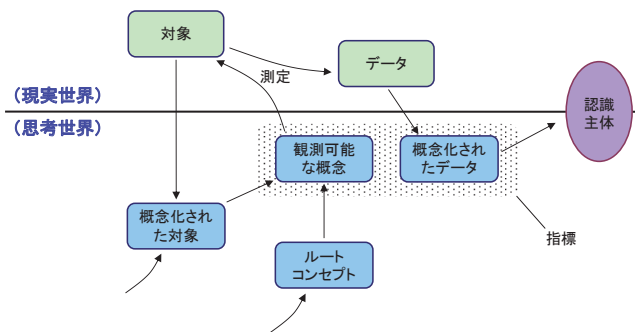 対象
データ
測定
（現実世界）
（思考世界）
認識
主体
観測可能
な概念
概念化され
たデータ
概念化され
た対象
指標
ルート
コンセプト